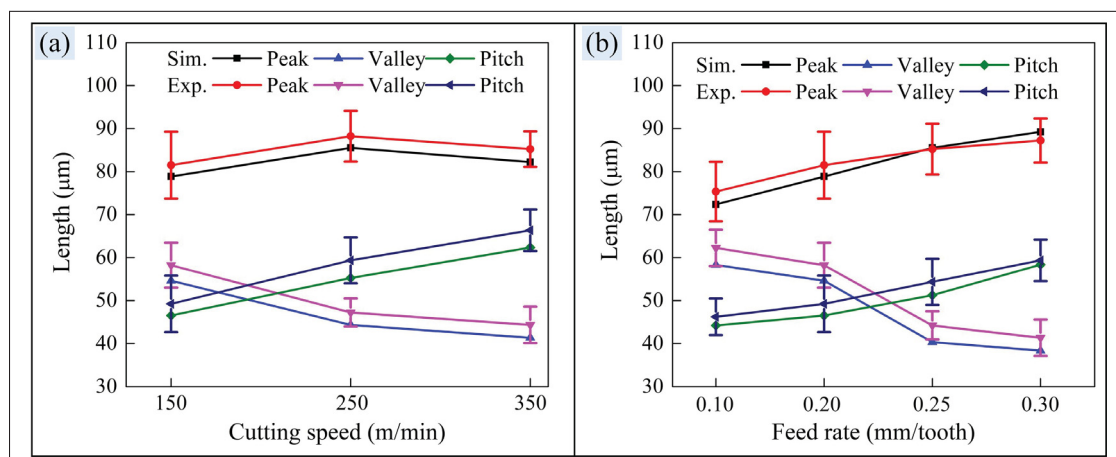 (a)
110
100
90
80
70
60
50
40
30
Length (μm)
Sim. Peak Valley Pitch
Exp. Peak Valley Pitch
150 250 350
Cutting speed (m/min)
(b)
110
100
90
80
70
60
50
40
30
Length (μm)
Sim. Peak Valley Pitch
Exp. Peak Valley Pitch
0.10 0.20 0.25 0.30
Feed rate (mm/tooth)